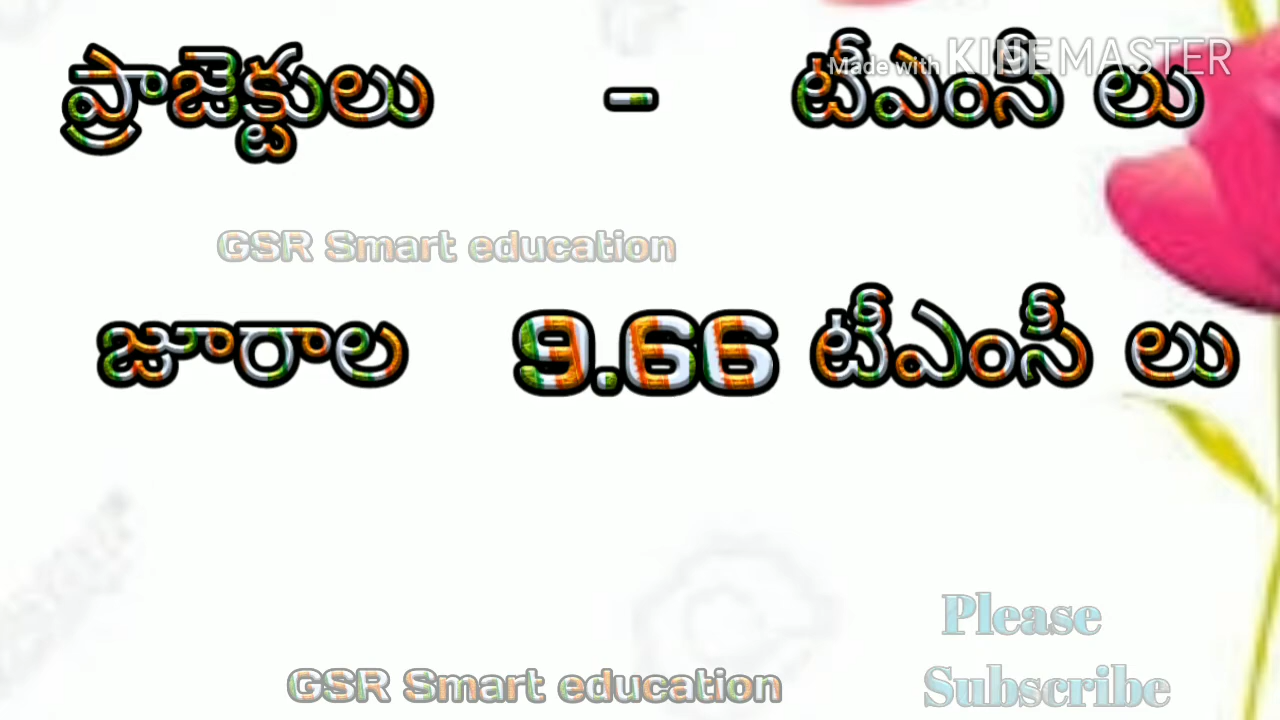 ప్రాజెక్టులు - టీఎంసీ లు
Made with KINEMASTER
GSR Smart education
జూరాల 9.66 టీఎంసీ లు
Please
Subscribe
GSR Smart education